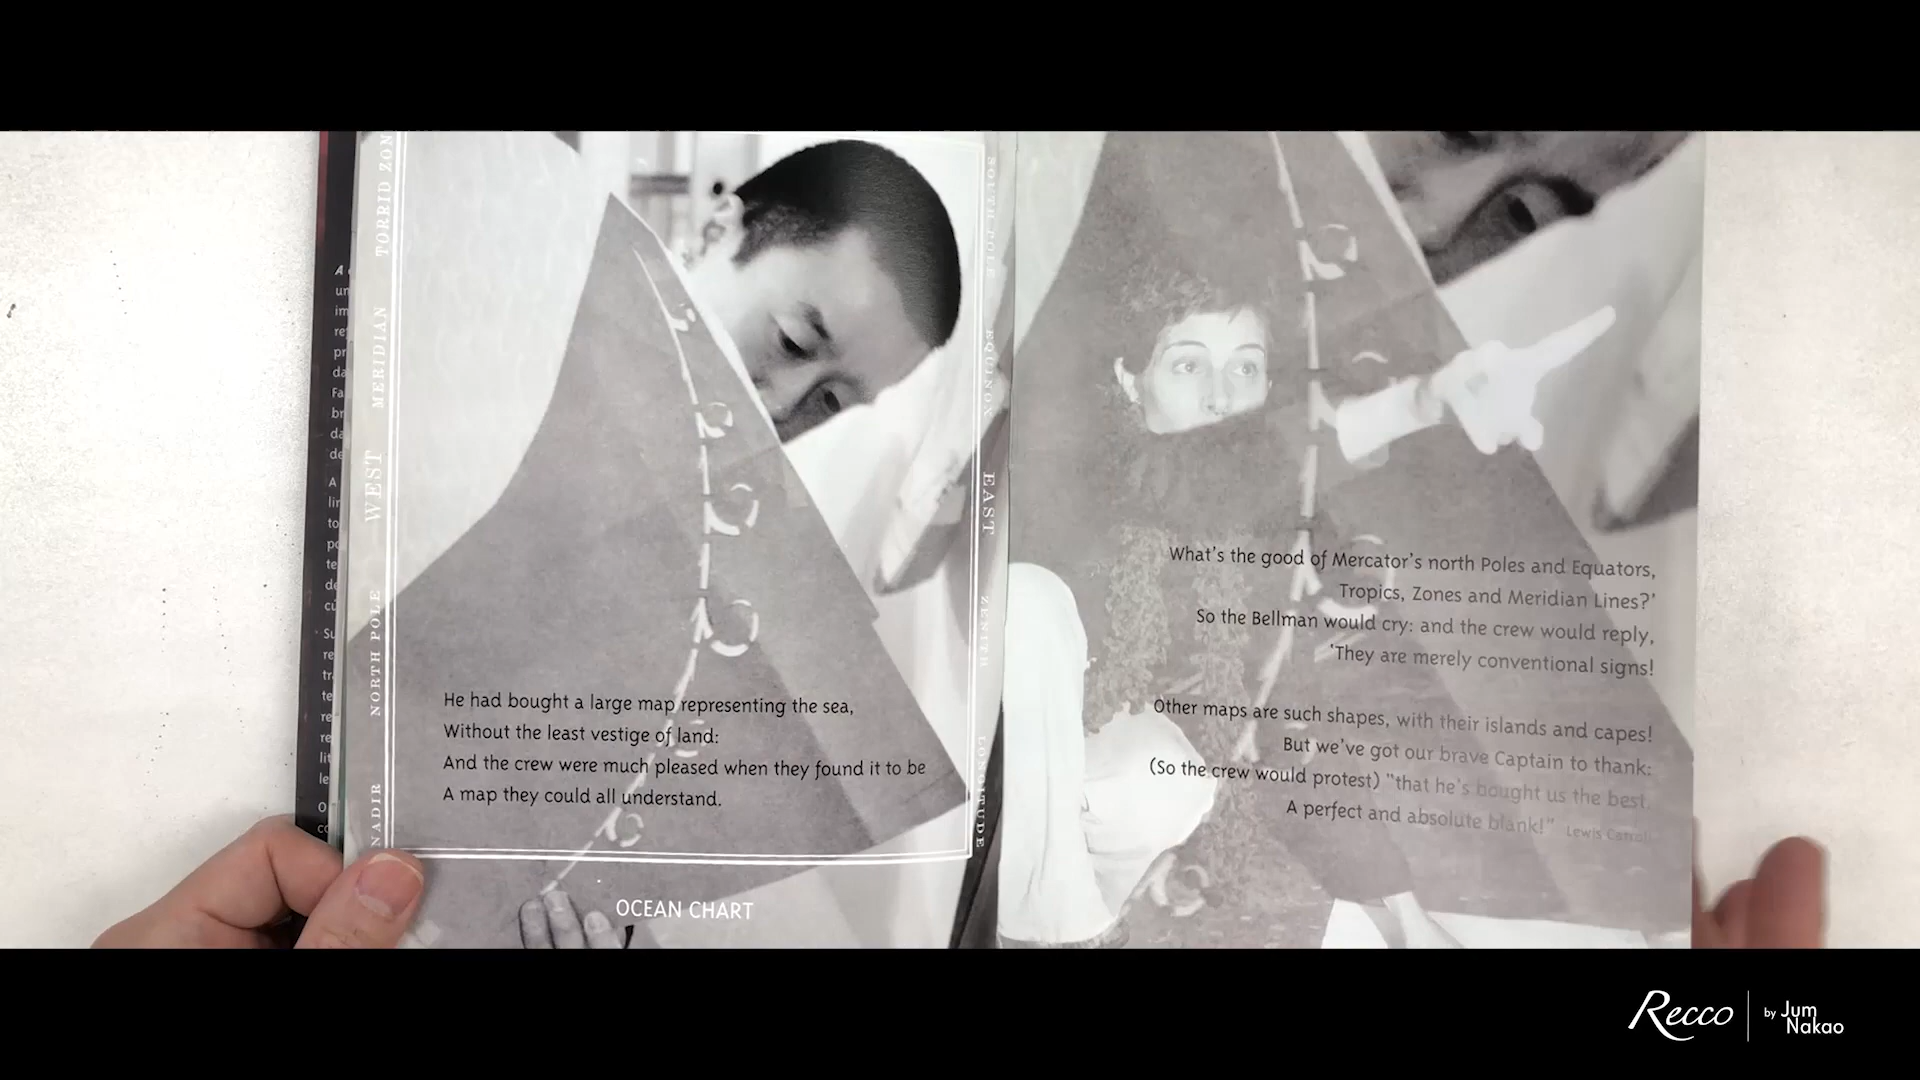 TORRID ZON
MERIDIAN
WEST
NORTH POLE
NADIR
SOUTH POLE
EQUINOX
EAST
ZENITH
LONGITUDE
He had bought a large map representing the sea,
Without the least vestige of land:
And the crew were much pleased when they found it to be
A map they could all understand.
OCEAN CHART
What's the good of Mercator's north Poles and Equators,
Tropics, Zones and Meridian Lines?'
So the Bellman would cry: and the crew would reply,
'They are merely conventional signs!
Other maps are such shapes, with their islands and capes!
But we've got our brave Captain to thank:
(So the crew would protest) "that he's bought us the best.
A perfect and absolute blank!" Lewis Carrol
Recco by Jum
Nakao